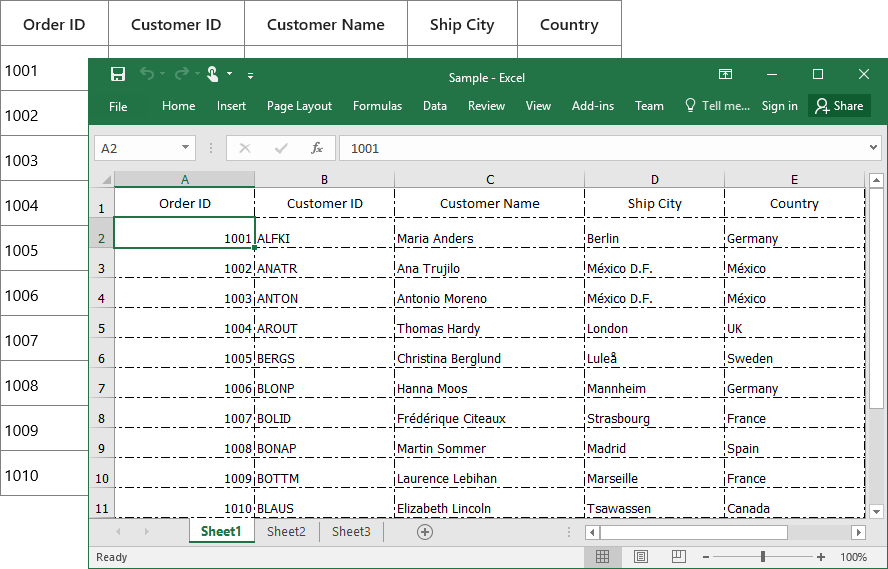 Order ID Customer ID Customer Name Ship City Country
1001
1002
1003
1004
1005
1006
1007
1008
1009
1010
Sample - Excel
File Home Insert Page Layout Formulas Data Review View Add-ins Team Tell me... Sign in Share
A2 fx 1001
A B C D E
1 Order ID Customer ID Customer Name Ship City Country
2 1001 ALFKI Maria Anders Berlin Germany
3 1002 ANATR Ana Trujilo México D.F. México
4 1003 ANTON Antonio Moreno México D.F. México
5 1004 AROUT Thomas Hardy London UK
6 1005 BERGS Christina Berglund Luleå Sweden
7 1006 BLONP Hanna Moos Mannheim Germany
8 1007 BOLID Frédérique Citeaux Strasbourg France
9 1008 BONAP Martin Sommer Madrid Spain
10 1009 BOTTM Laurence Lebihan Marseille France
11 1010 BLAUS Elizabeth Lincoln Tsawassen Canada
Sheet1 Sheet2 Sheet3
Ready 100%